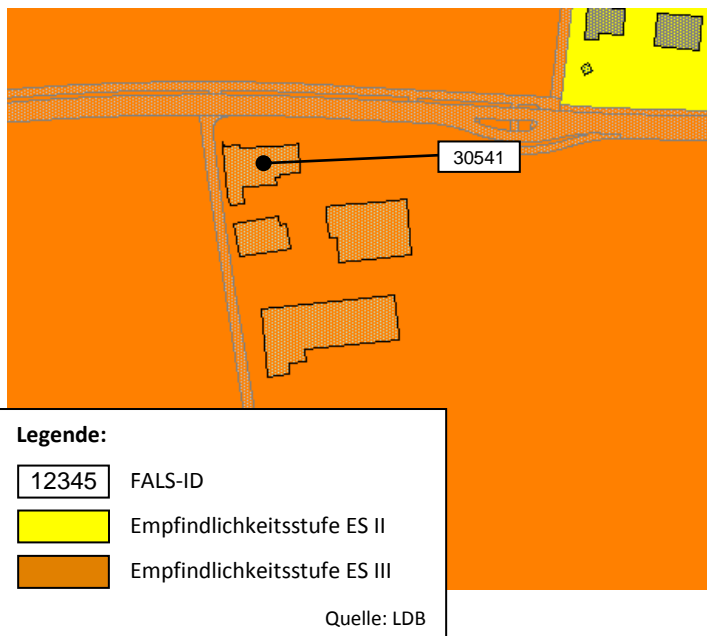 30541
Legende:
12345 FALS-ID
Empfindlichkeitsstufe ES II
Empfindlichkeitsstufe ES III
Quelle: LDB